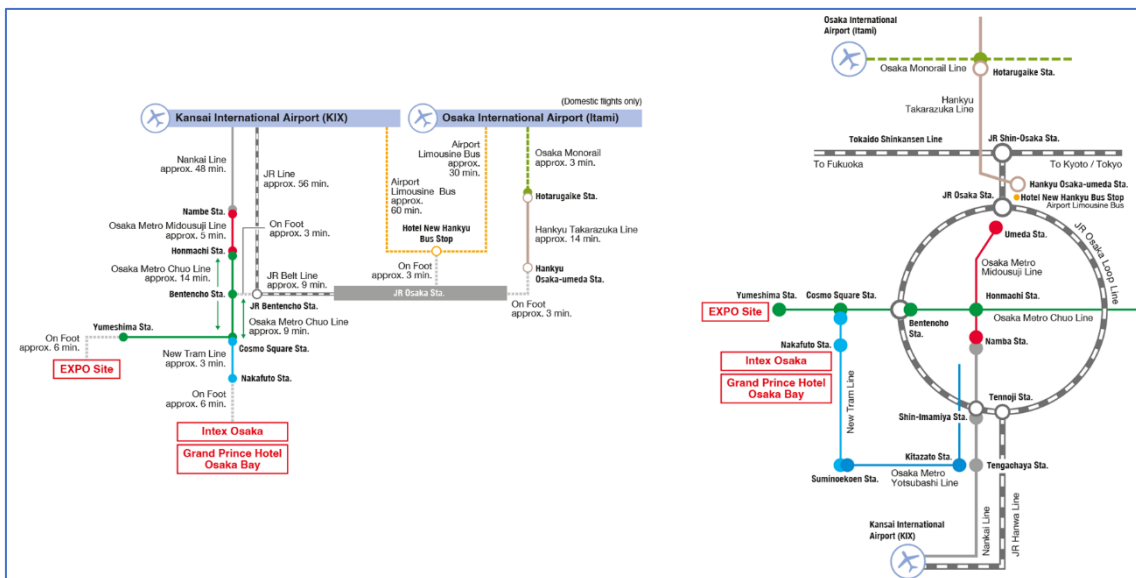 (Domestic flights only)
Kansai International Airport (KIX)
Osaka International Airport (Itami)
Nankai Line
approx. 48 min.
JR Line
approx. 56 min.
Airport
Limousine Bus
approx.
60 min.
Airport
Limousine Bus
approx.
30 min.
Osaka Monorail
approx. 3 min.
Hotarugaike Sta.
Nambe Sta.
Osaka Metro Midousuji Line
approx. 5 min.
On Foot
approx. 3 min.
Hotel New Hankyu
Bus Stop
Hankyu Takarazuka Line
approx. 14 min.
Honmachi Sta.
Osaka Metro Chuo Line
approx. 14 min.
On Foot
approx. 3 min.
Hankyu
Osaka-umeda Sta.
JR Belt Line
approx. 9 min.
Bentencho Sta.
JR Osaka Sta.
JR Bentencho Sta.
On Foot
approx. 3 min.
Osaka Metro Chuo Line
approx. 9 min.
Yumeshima Sta.
Cosmo Square Sta.
On Foot
approx. 6 min.
EXPO Site
New Tram Line
approx. 3 min.
Nakafuto Sta.
On Foot
approx. 6 min.
Intex Osaka
Grand Prince Hotel
Osaka Bay
Osaka International
Airport (Itami)
Osaka Monorail Line
Hotarugaike Sta.
Hankyu
Takarazuka Line
Tokaido Shinkansen Line
JR Shin-Osaka Sta.
To Fukuoka
To Kyoto / Tokyo
Hankyu Osaka-umeda Sta.
JR Osaka Sta.
Hotel New Hankyu Bus Stop
Airport Limousine Bus
JR Osaka Loop Line
Umeda Sta.
Osaka Metro
Midousuji Line
Yumeshima Sta.
Cosmo Square Sta.
Honmachi Sta.
EXPO Site
Bentencho
Sta.
Osaka Metro Chuo Line
Nakafuto Sta.
Namba Sta.
Intex Osaka
Grand Prince Hotel
Osaka Bay
New Tram Line
Tennoji Sta.
Shin-Imamiya
Sta.
Kitazato Sta.
Suminoekoen Sta.
Osaka Metro
Yotsubashi Line
Tengachaya Sta.
Nankai Line
JR Hanwa Line
Kansai International
Airport (KIX)